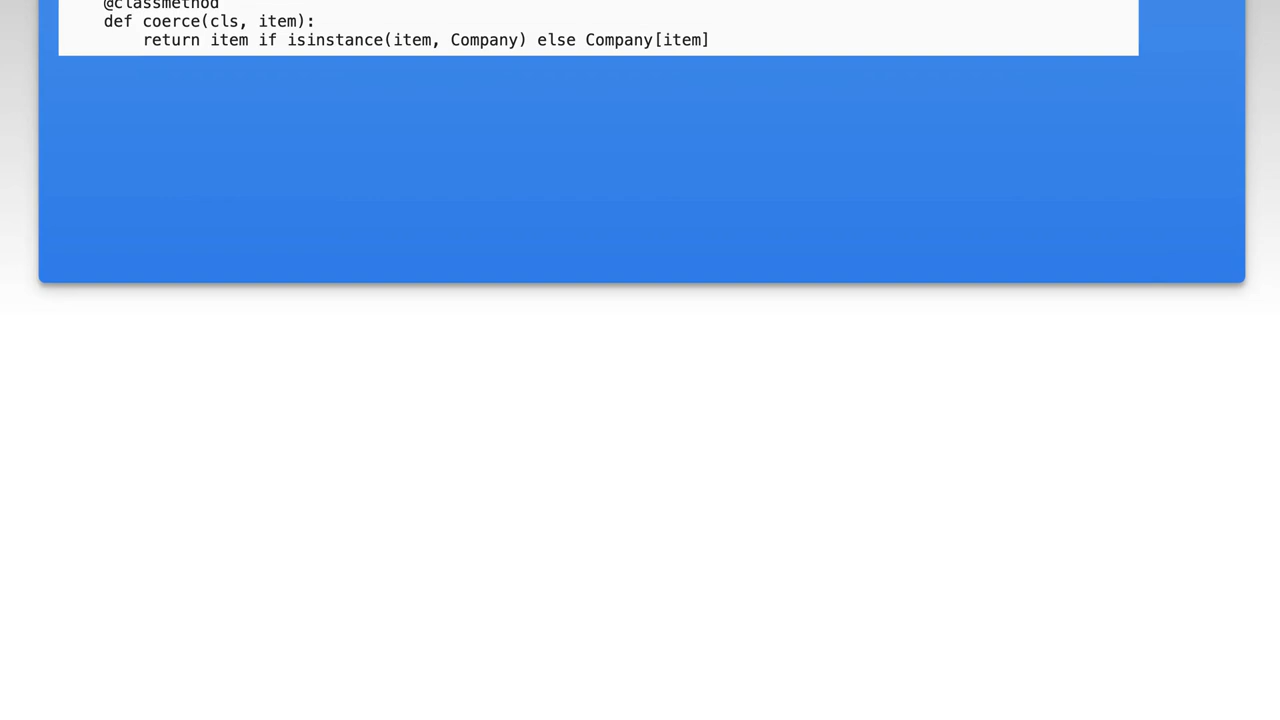 @classmethod
def coerce(cls, item):
return item if isinstance(item, Company) else Company[item]